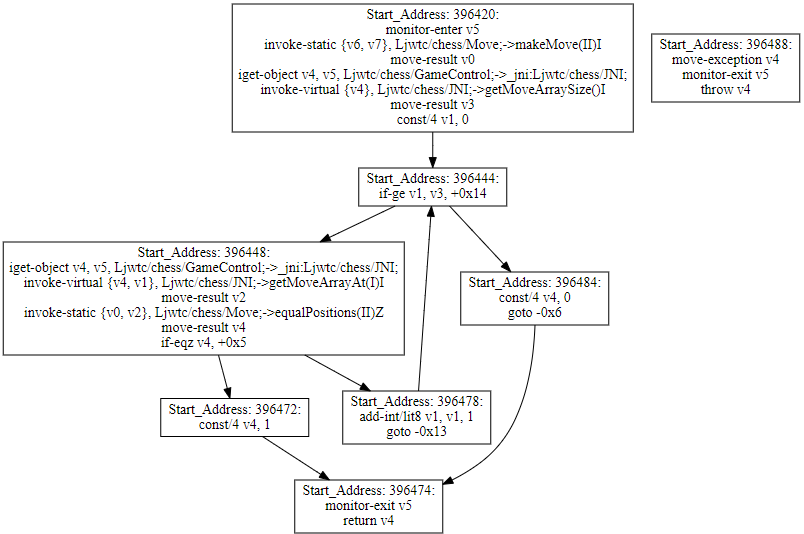 Start_Address: 396420:
monitor-enter v5
invoke-static {v6, v7}, Ljwtc/chess/Move;->makeMove(II)I
move-result v0
iget-object v4, v5, Ljwtc/chess/GameControl;->_jni:Ljwtc/chess/JNI;
invoke-virtual {v4}, Ljwtc/chess/JNI;->getMoveArraySize()I
move-result v3
const/4 v1, 0
Start_Address: 396488:
move-exception v4
monitor-exit v5
throw v4
Start_Address: 396444:
if-ge v1, v3, +0x14
Start_Address: 396448:
iget-object v4, v5, Ljwtc/chess/GameControl;->_jni:Ljwtc/chess/JNI;
invoke-virtual {v4, v1}, Ljwtc/chess/JNI;->getMoveArrayAt(I)I
move-result v2
invoke-static {v0, v2}, Ljwtc/chess/Move;->equalPositions(II)Z
move-result v4
if-eqz v4, +0x5
Start_Address: 396484:
const/4 v4, 0
goto -0x6
Start_Address: 396472:
const/4 v4, 1
Start_Address: 396478:
add-int/lit8 v1, v1, 1
goto -0x13
Start_Address: 396474:
monitor-exit v5
return v4